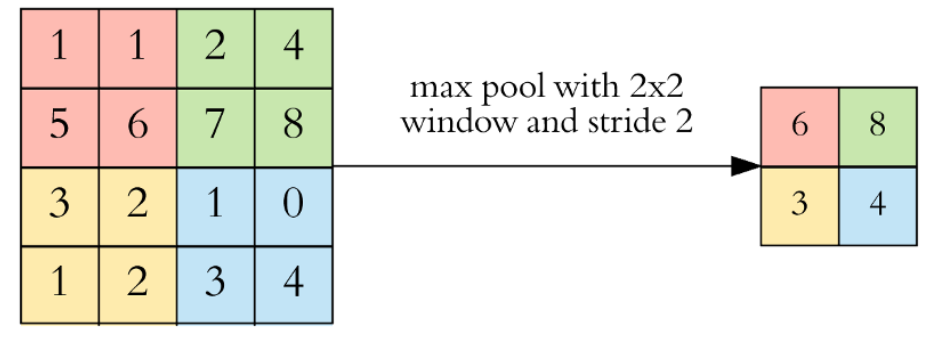 1 1 2 4
5 6 7 8
3 2 1 0
1 2 3 4
max pool with 2x2
window and stride 2
6 8
3 4